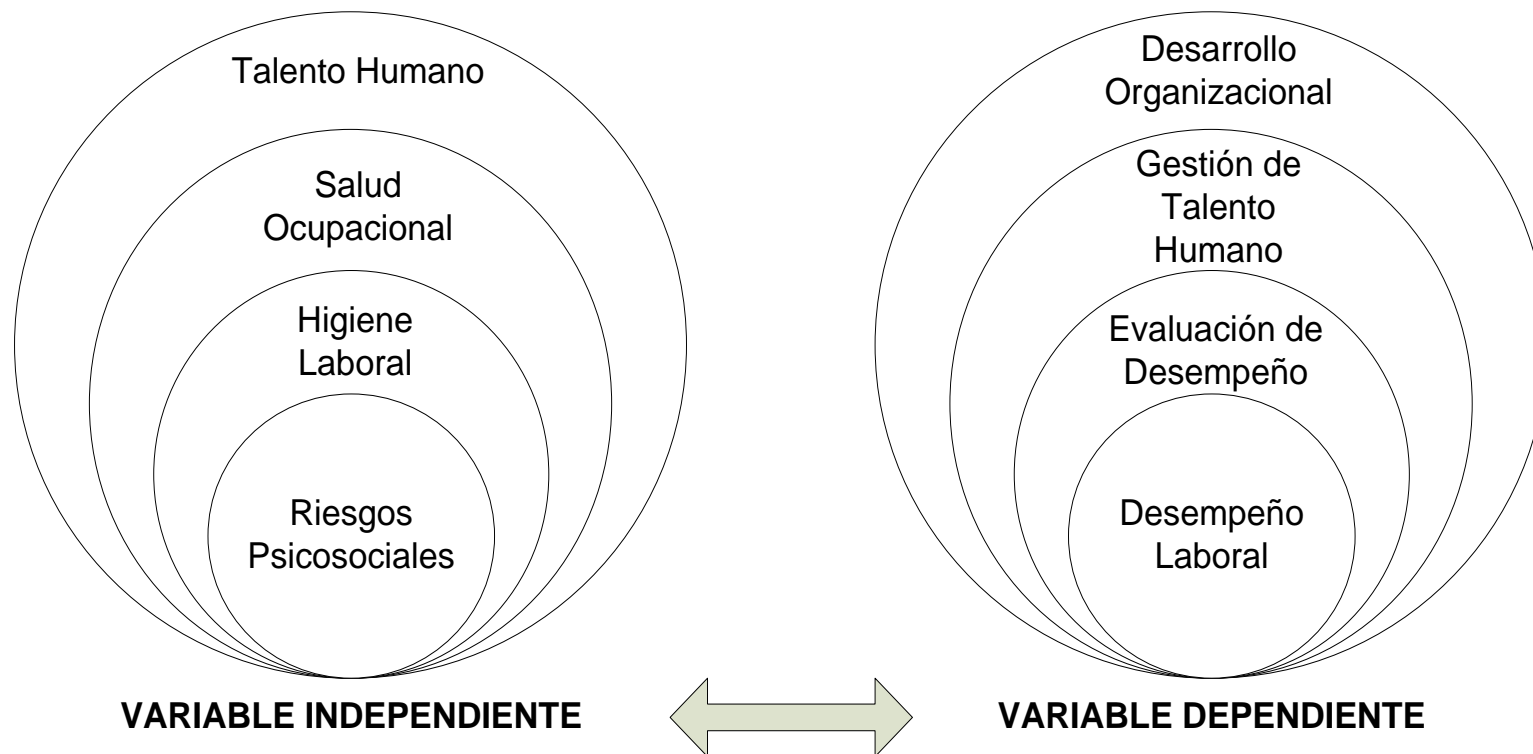 Talento Humano
Salud
Ocupacional
Higiene
Laboral
Riesgos
Psicosociales
VARIABLE INDEPENDIENTE
Desarrollo
Organizacional
Gestión de
Talento
Humano
Evaluación de
Desempeño
Desempeño
Laboral
VARIABLE DEPENDIENTE